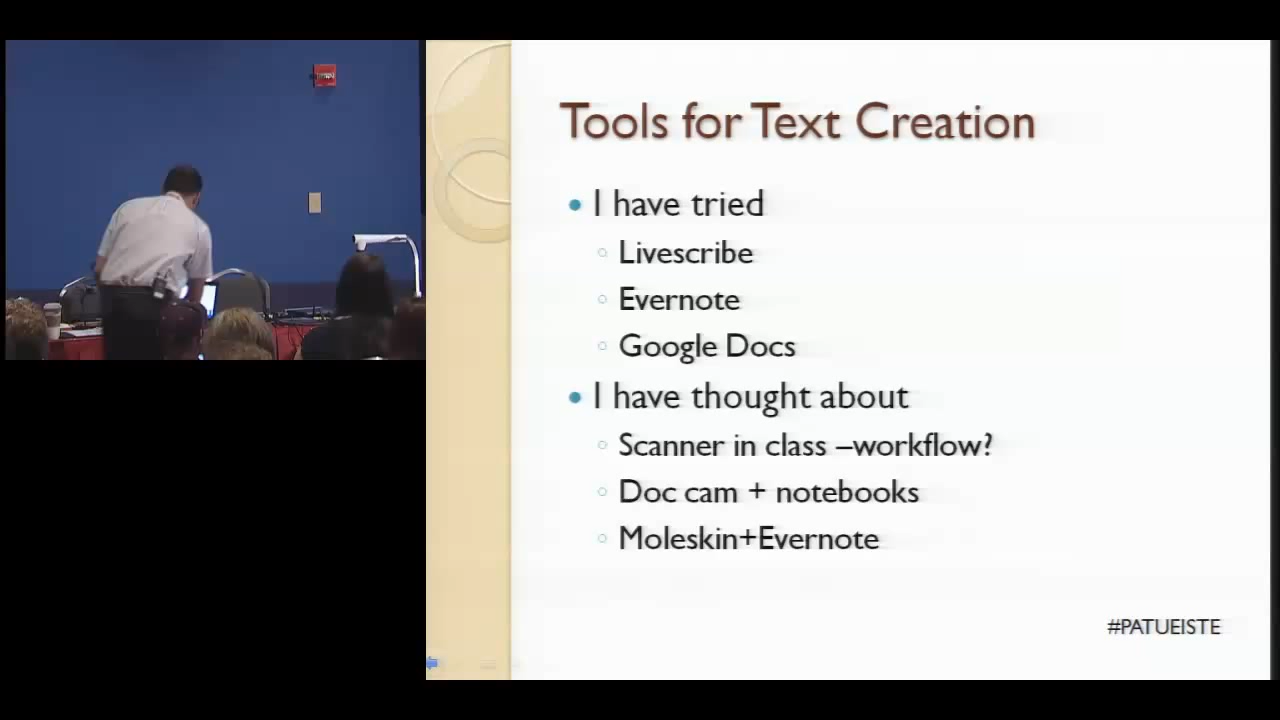 Tools for Text Creation
I have tried
Livescribe
Evernote
Google Docs
I have thought about
Scanner in class –workflow?
Doc cam + notebooks
Moleskin+Evernote
#PATUEISTE